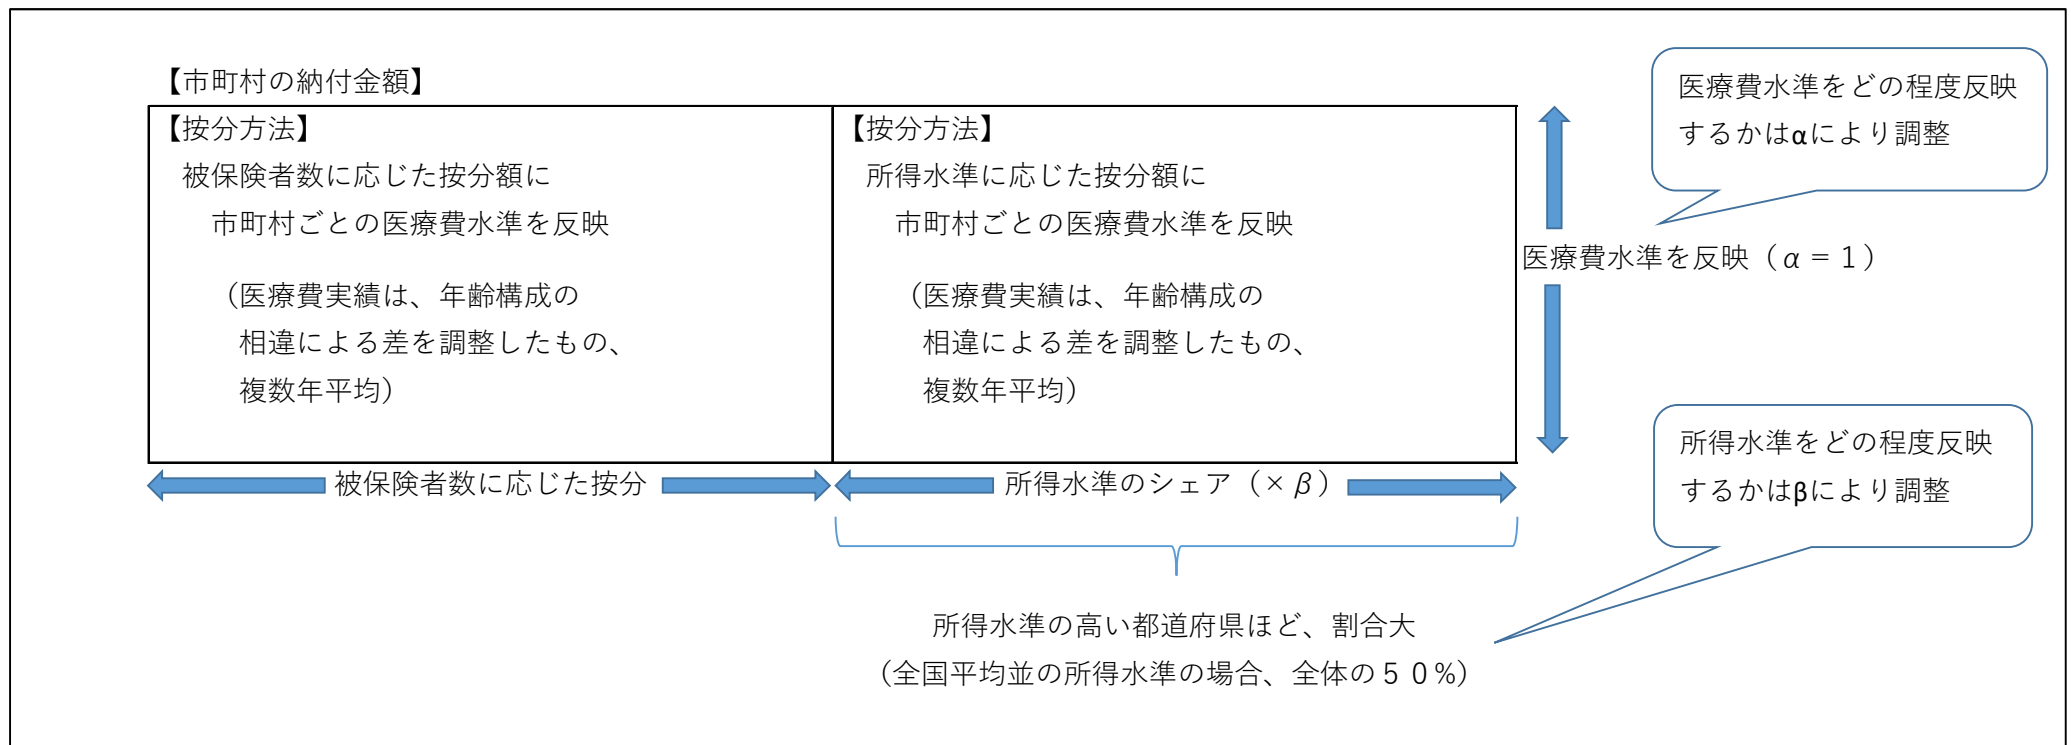 【市町村の納付金額】
【按分方法】
被保険者数に応じた按分額に
市町村ごとの医療費水準を反映
（医療費実績は、年齢構成の
相違による差を調整したもの、
複数年平均）
【按分方法】
所得水準に応じた按分額に
市町村ごとの医療費水準を反映
（医療費実績は、年齢構成の
相違による差を調整したもの、
複数年平均）
医療費水準をどの程度反映
するかはαにより調整
医療費水準を反映（α＝１）
所得水準をどの程度反映
するかはβにより調整
被保険者数に応じた按分
所得水準のシェア（×β）
所得水準の高い都道府県ほど、割合大
（全国平均並の所得水準の場合、全体の５０%）